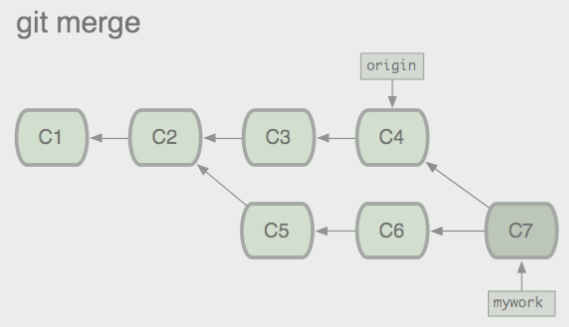 git merge
origin
C1 C2 C3 C4
C5 C6 C7
mywork